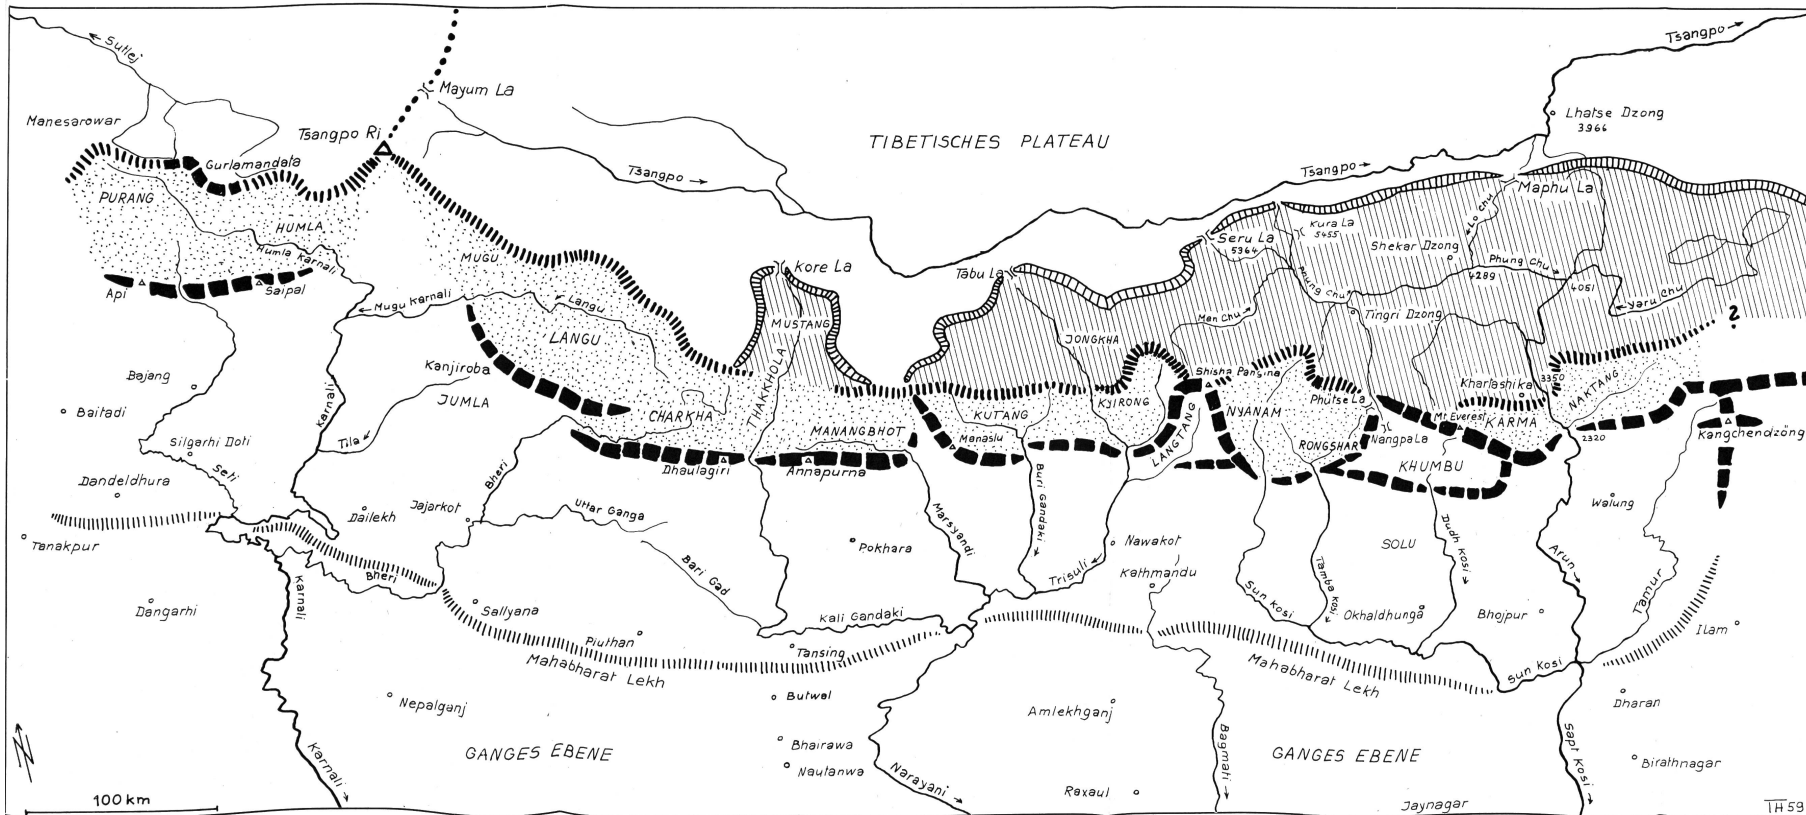 Sutlej
Tsangpo
Mayum La
Manesarowar
Tsangpo Ri
TIBETISCHES PLATEAU
Lhatse Dzong
3966
Gurlamandata
Tsangpo
Tsangpo
PURANG
Maphu La
HUMLA
Lo Chu
Kura La
5455
Seru La
5364
Shekar Dzong
Humla Karnali
MUGU
Kore La
Tabu La
Phung Chu
Phung Chu
4289
4051
Api
Saipal
Mugu Karnali
Langu
Men Chu
Yaru Chu
Tingri Dzong
MUSTANG
?
LANGU
JONGKHA
Kanjiroba
Shisha Pangma
Bajang
Karnali
THAKKHOLA
3350
NAKTANG
Kharlashika
JUMLA
KYIRONG
Phutse La
Baitadi
CHARKHA
KUTANG
NYANAM
Mt Everest
KARMA
Silgarhi Doti
Tila
MANANGBHOT
Manaslu
LANGTANG
RONGSHAR
Nangpa La
2320
Kangchendzöng
Dhaulagiri
Annapurna
KHUMBU
Seti
Bheri
Buri Gandaki
Dandeldhura
Walung
Dailekh
Jajarkot
Uttar Ganga
Marsyandi
Dudh Kosi
Tanakpur
Pokhara
Nawakot
SOLU
Arun
Bheri
Bari Gad
Trisuli
Kathmandu
Tamba Kosi
Tamur
Karnali
Dangarhi
Sallyana
Kali Gandaki
Sun Kosi
Okhaldhunga
Bhojpur
Ilam
Piuthan
Tansing
Mahabharat Lekh
Mahabharat Lekh
Sun Kosi
Nepalganj
Butwal
Amlekhganj
Dharan
Karnali
GANGES EBENE
Bhairawa
Nautanwa
Bagmati
GANGES EBENE
Sapt Kosi
Birathnagar
Narayani
Raxaul
100 km
Jaynagar
TH59
N